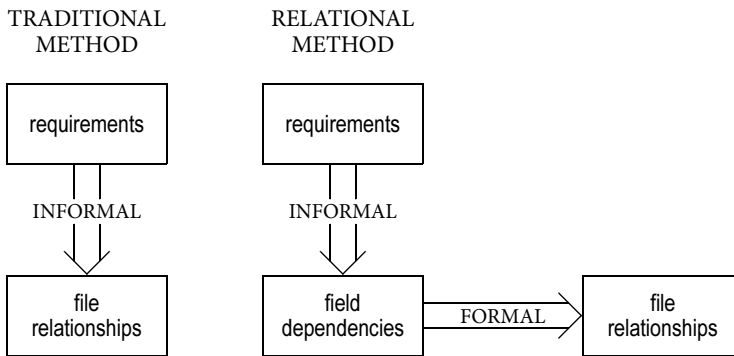 TRADITIONAL
METHOD
RELATIONAL
METHOD
requirements
requirements
INFORMAL
INFORMAL
file
relationships
field
dependencies
FORMAL
file
relationships